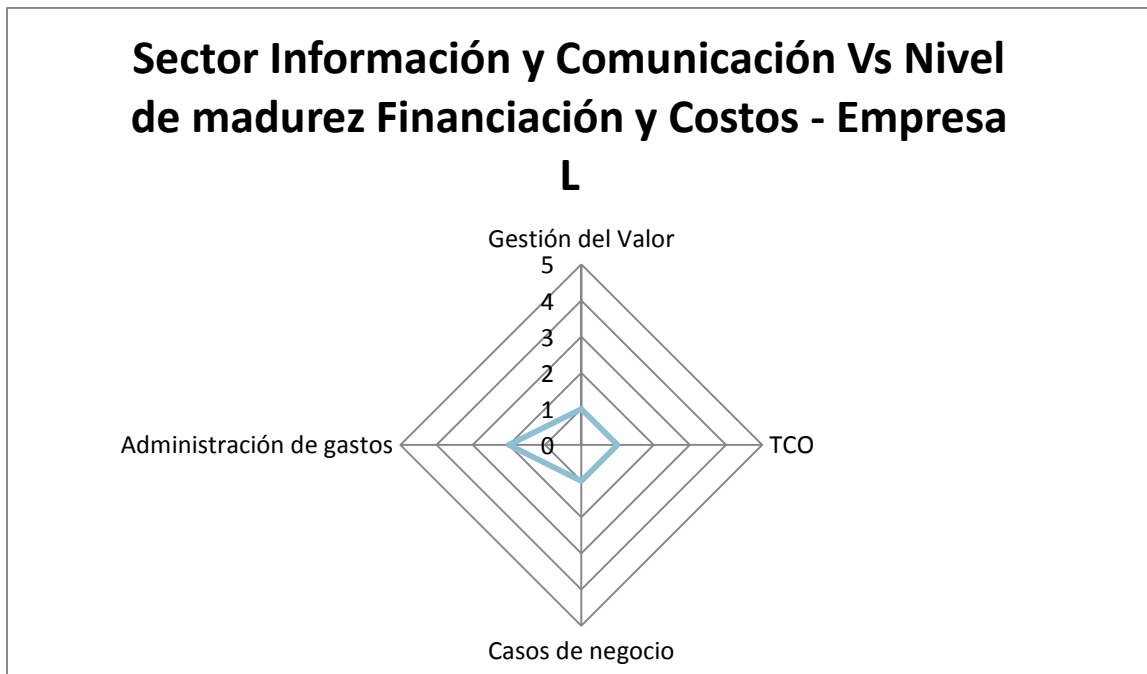 Sector Información y Comunicación Vs Nivel
de madurez Financiación y Costos - Empresa
L
Gestión del Valor
5
4
3
2
1
0
Administración de gastos
TCO
Casos de negocio